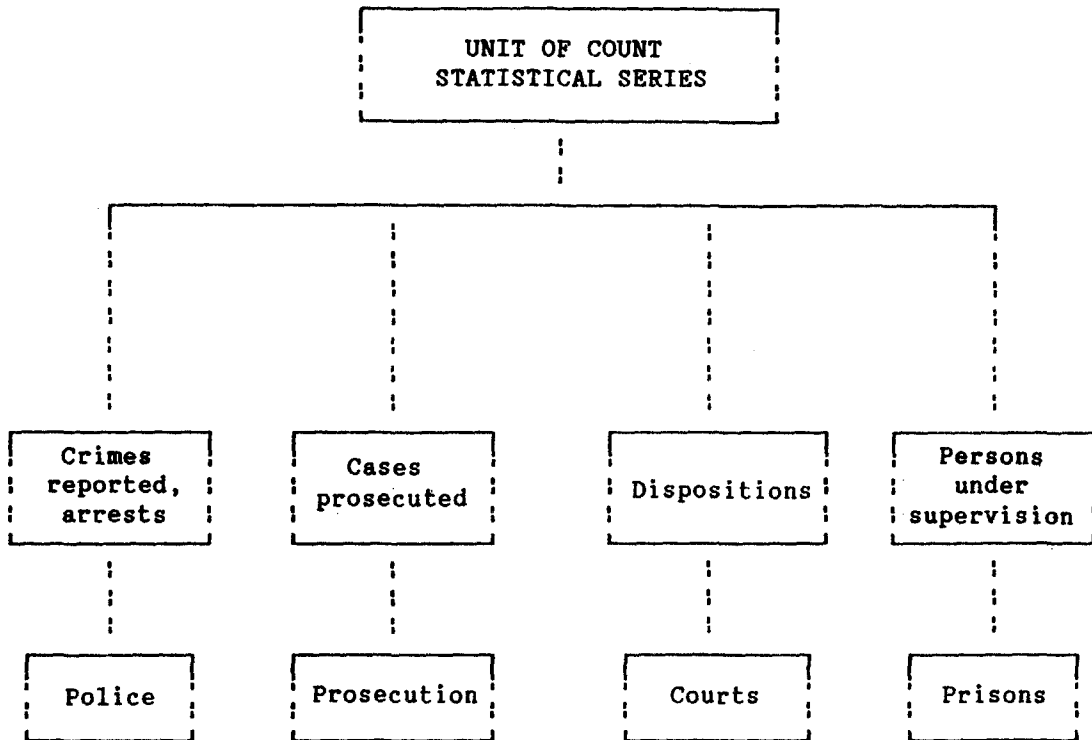 UNIT OF COUNT
STATISTICAL SERIES
Crimes
reported,
arrests
Cases
prosecuted
Dispositions
Persons
under
supervision
Police
Prosecution
Courts
Prisons